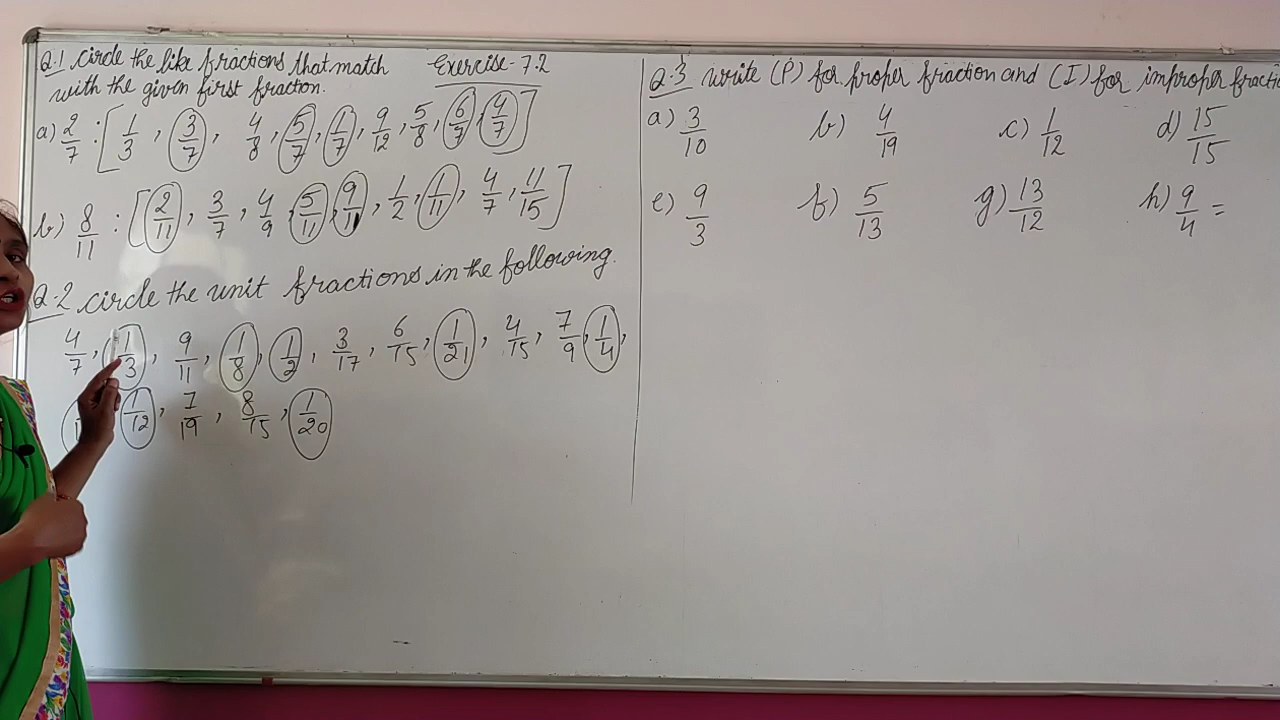 Q.1 Circle the like fractions that match Exercise-7.2
with the given first fraction.
a) 2/7 : [1/3, 3/7, 4/8, 5/7, 1/7, 9/12, 5/8, 6/7, 4/7]
b) 8/11 : [2/11, 3/7, 4/9, 5/11, 9/11, 1/2, 1/11, 4/7, 11/15]
Q.2 Circle the unit fractions in the following.
4/7, 1/3, 9/11, 1/8, 1/2, 3/17, 6/15, 1/21, 4/15, 7/9, 1/4,
1/12, 7/19, 8/15, 1/20
Q.3 write (P) for proper fraction and (I) for improper
a) 3/10 b) 4/19 c) 1/12 d) 15/15
e) 9/3 f) 5/13 g) 13/12 h) 9/4 =